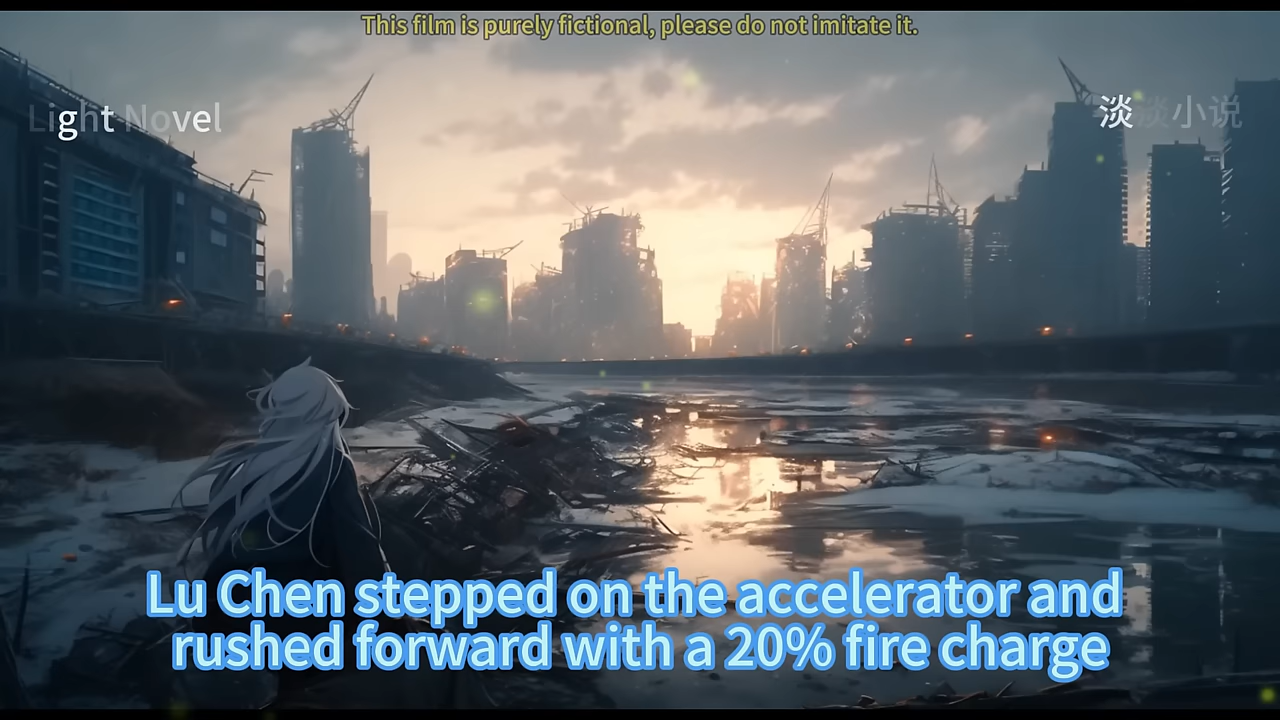 This film is purely fictional, please do not imitate it.
Light Novel
淡淡小说
Lu Chen stepped on the accelerator and
rushed forward with a 20% fire charge